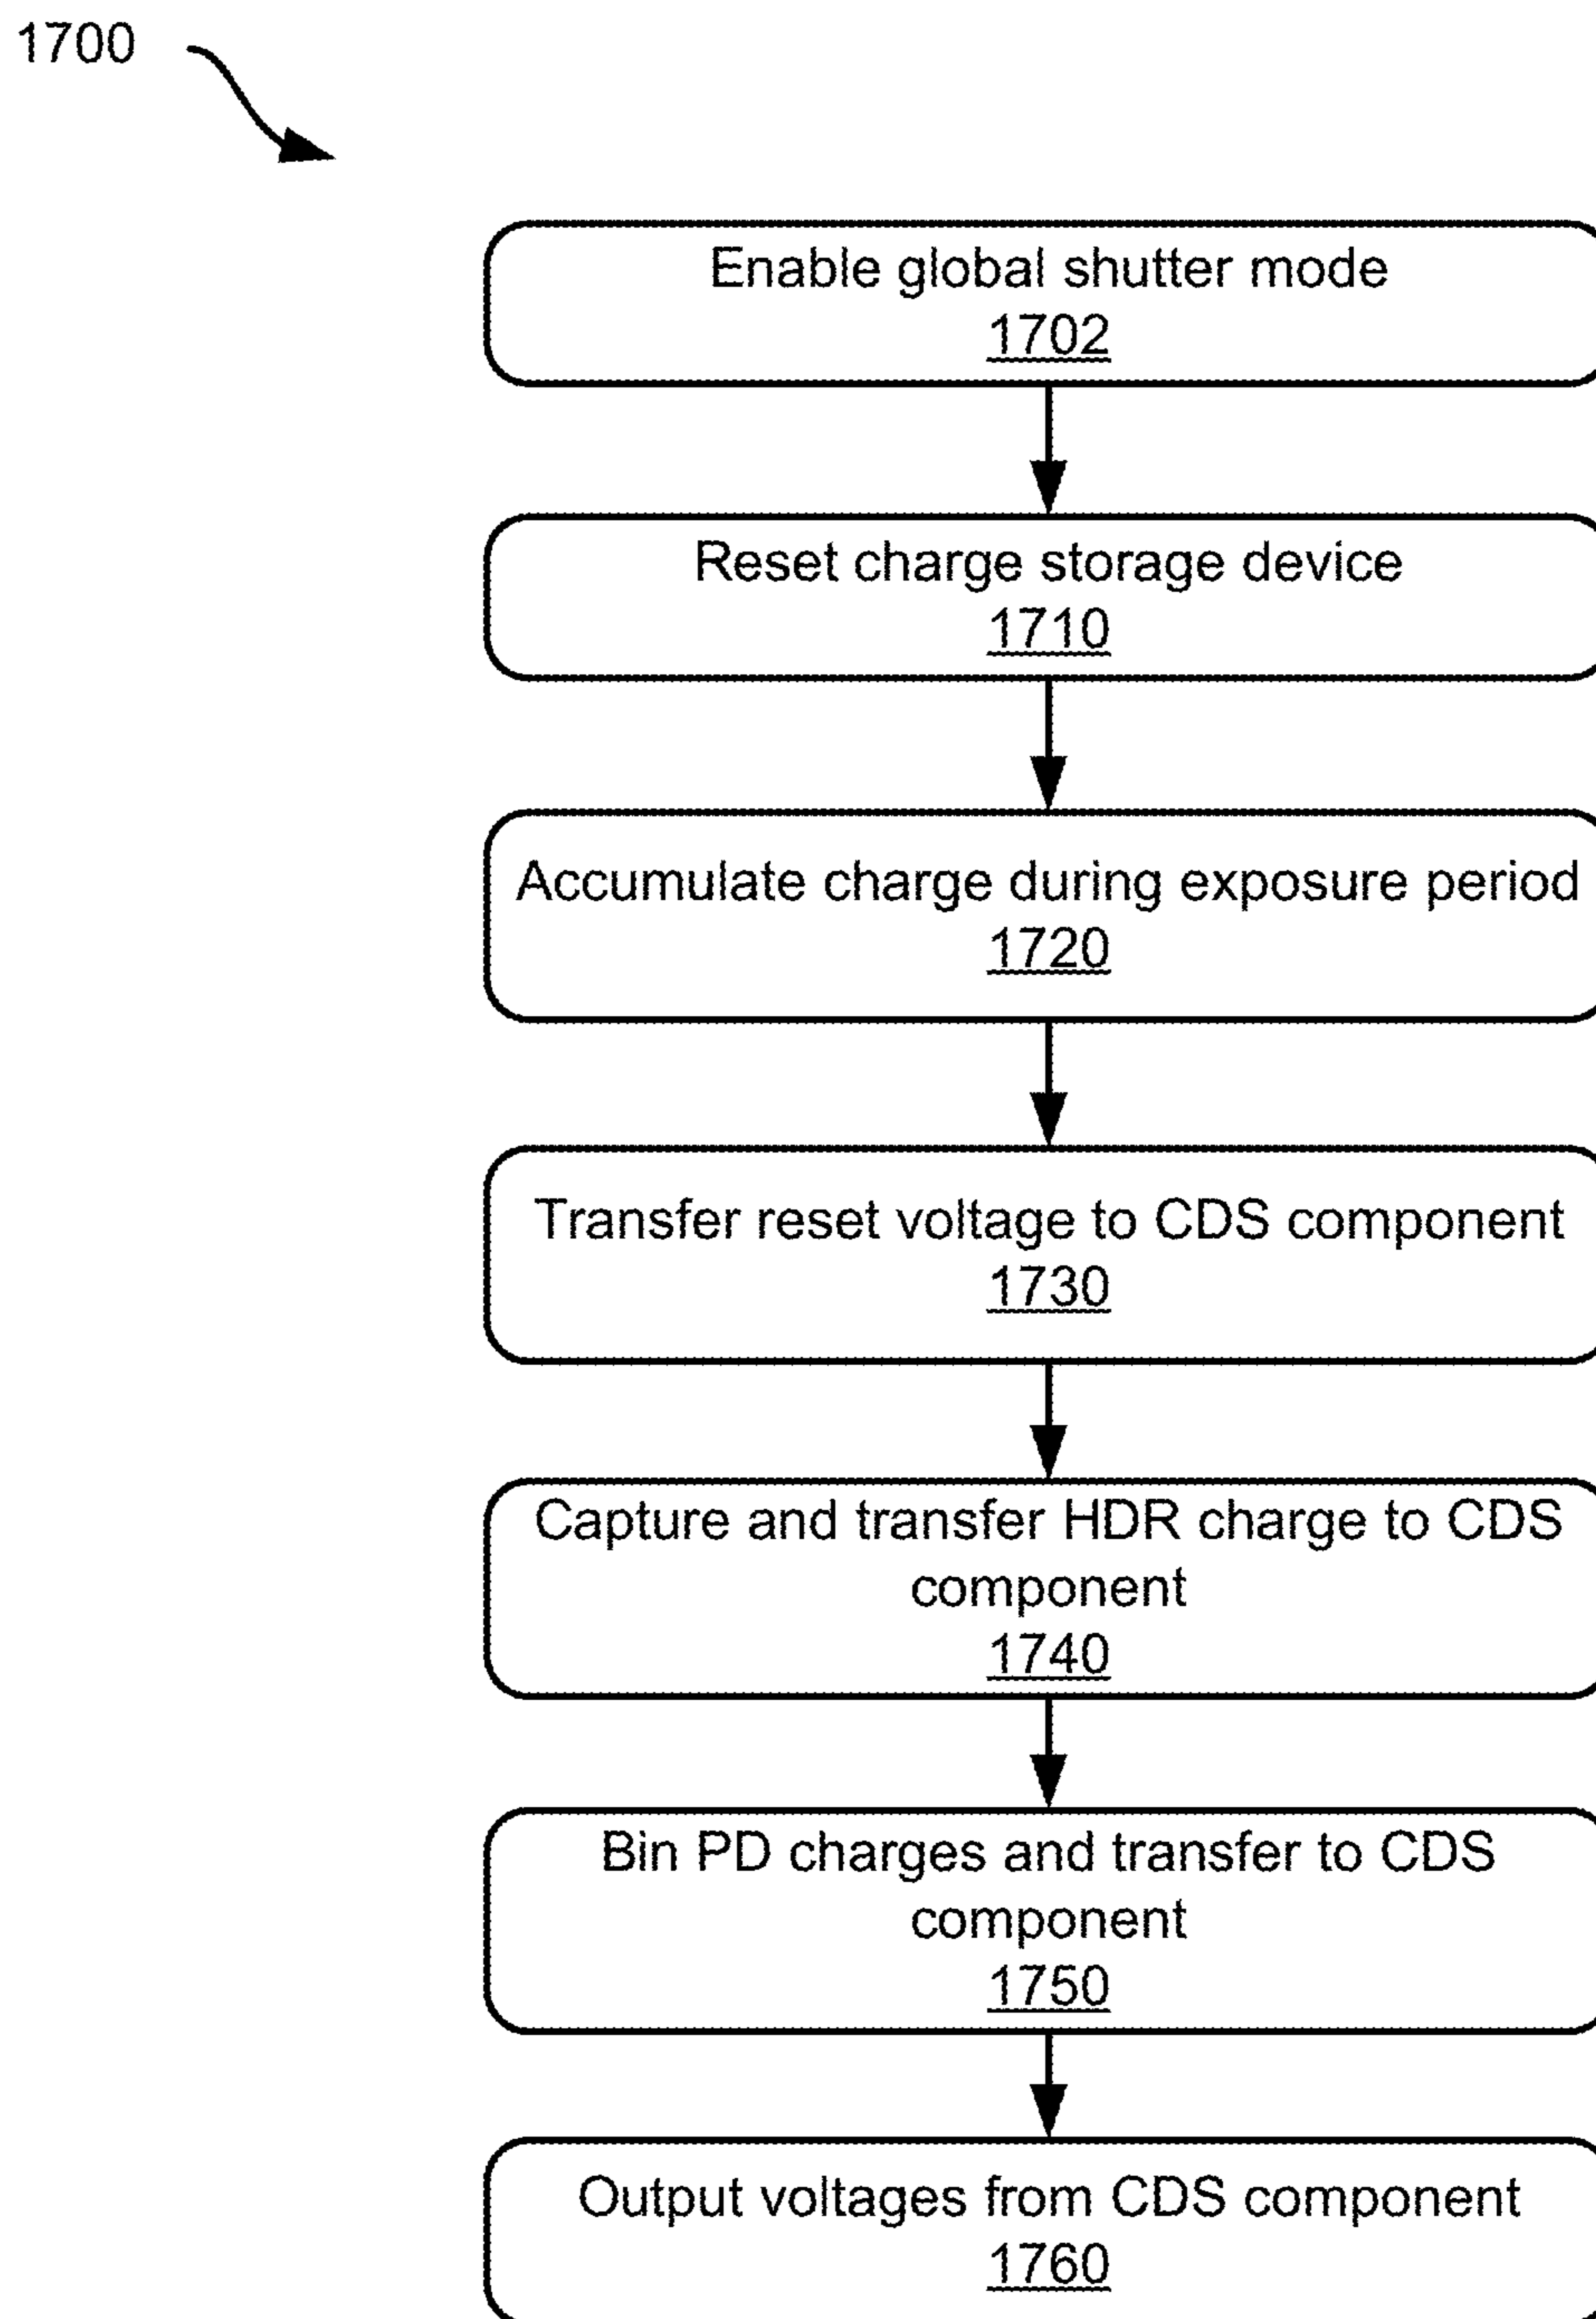 1700
Enable global shutter mode
1702
Reset charge storage device
1710
Accumulate charge during exposure period
1720
Transfer reset voltage to CDS component
1730
Capture and transfer HDR charge to CDS
component
1740
Bin PD charges and transfer to CDS
component
1750
Output voltages from CDS component
1760